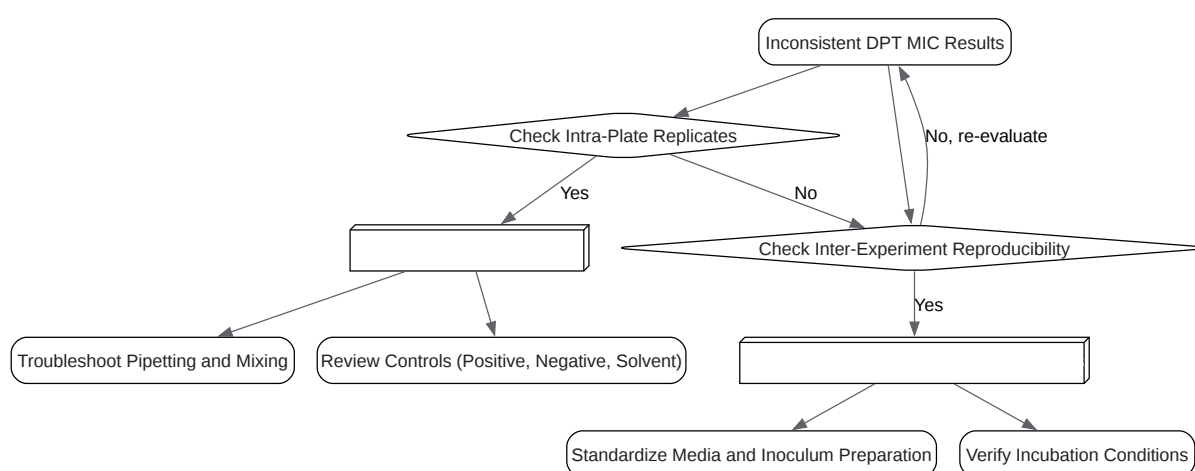 Inconsistent DPT MIC Results
Check Intra-Plate Replicates
No, re-evaluate
Yes
No
Check Inter-Experiment Reproducibility
Yes
Troubleshoot Pipetting and Mixing
Review Controls (Positive, Negative, Solvent)
Standardize Media and Inoculum Preparation
Verify Incubation Conditions